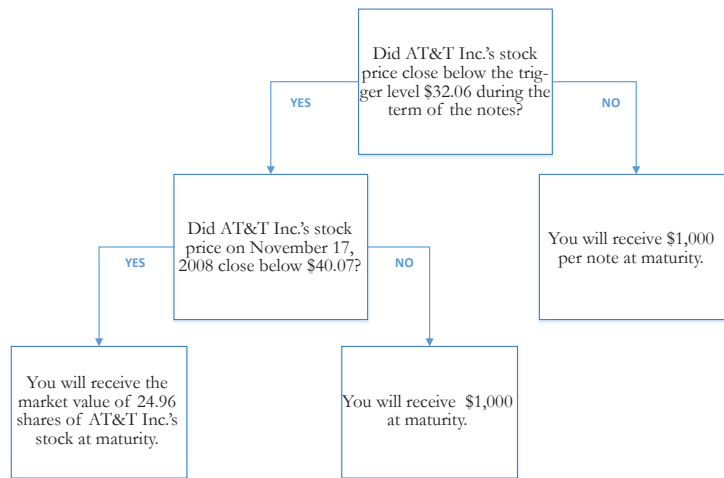 Did AT&T Inc.'s stock
price close below the trig-
ger level $32.06 during the
term of the notes?
YES
NO
Did AT&T Inc.'s stock
price on November 17,
2008 close below $40.07?
You will receive $1,000
per note at maturity.
YES
NO
You will receive the
market value of 24.96
shares of AT&T Inc.'s
stock at maturity.
You will receive $1,000
at maturity.